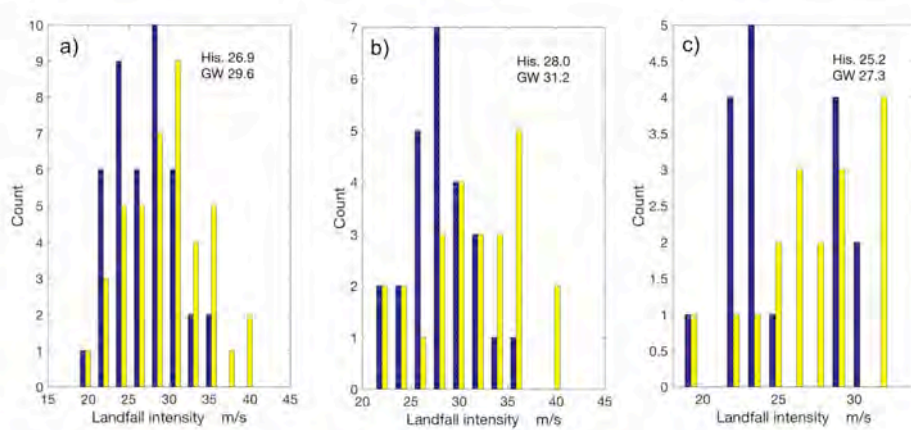 a)
His. 26.9
GW 29.6
10
9
8
7
6
5
4
3
2
1
0
Count
15 20 25 30 35 40 45
Landfall intensity m/s
b)
His. 28.0
GW 31.2
7
6
5
4
3
2
1
0
Count
20 25 30 35 40 45
Landfall intensity m/s
c)
His. 25.2
GW 27.3
5
4.5
4
3.5
3
2.5
2
1.5
1
0.5
0
Count
20 25 30
Landfall intensity m/s